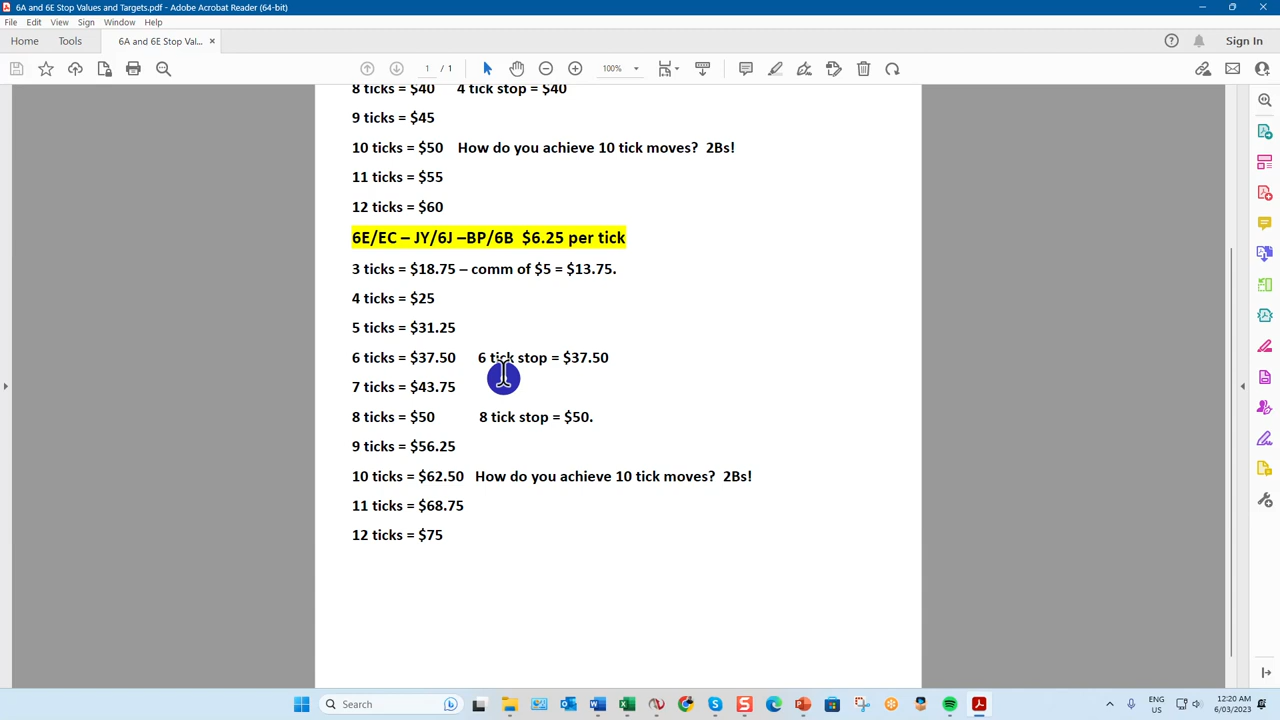 6A and 6E Stop Values and Targets.pdf - Adobe Acrobat Reader (64-bit)
File Edit View Sign Window Help
Home Tools 6A and 6E Stop Val... × Sign In
1 / 1 100%
8 ticks = $40 4 tick stop = $40
9 ticks = $45
10 ticks = $50 How do you achieve 10 tick moves? 2Bs!
11 ticks = $55
12 ticks = $60
6E/EC – JY/6J –BP/6B $6.25 per tick
3 ticks = $18.75 – comm of $5 = $13.75.
4 ticks = $25
5 ticks = $31.25
6 ticks = $37.50 6 tick stop = $37.50
7 ticks = $43.75
8 ticks = $50 8 tick stop = $50.
9 ticks = $56.25
10 ticks = $62.50 How do you achieve 10 tick moves? 2Bs!
11 ticks = $68.75
12 ticks = $75
Search
ENG
US
12:20 AM
6/03/2023